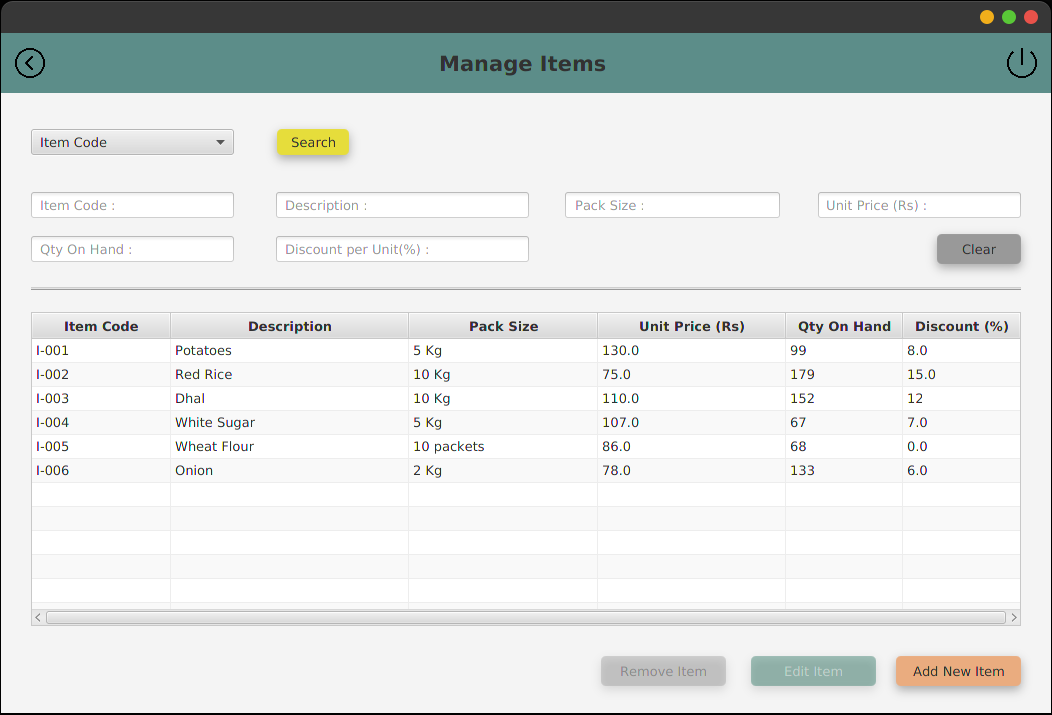 Manage Items
Item Code Search
Item Code : Description : Pack Size : Unit Price (Rs) :
Qty On Hand : Discount per Unit(%) : Clear
Item Code Description Pack Size Unit Price (Rs) Qty On Hand Discount (%)
I-001 Potatoes 5 Kg 130.0 99 8.0
I-002 Red Rice 10 Kg 75.0 179 15.0
I-003 Dhal 10 Kg 110.0 152 12
I-004 White Sugar 5 Kg 107.0 67 7.0
I-005 Wheat Flour 10 packets 86.0 68 0.0
I-006 Onion 2 Kg 78.0 133 6.0
Remove Item Edit Item Add New Item